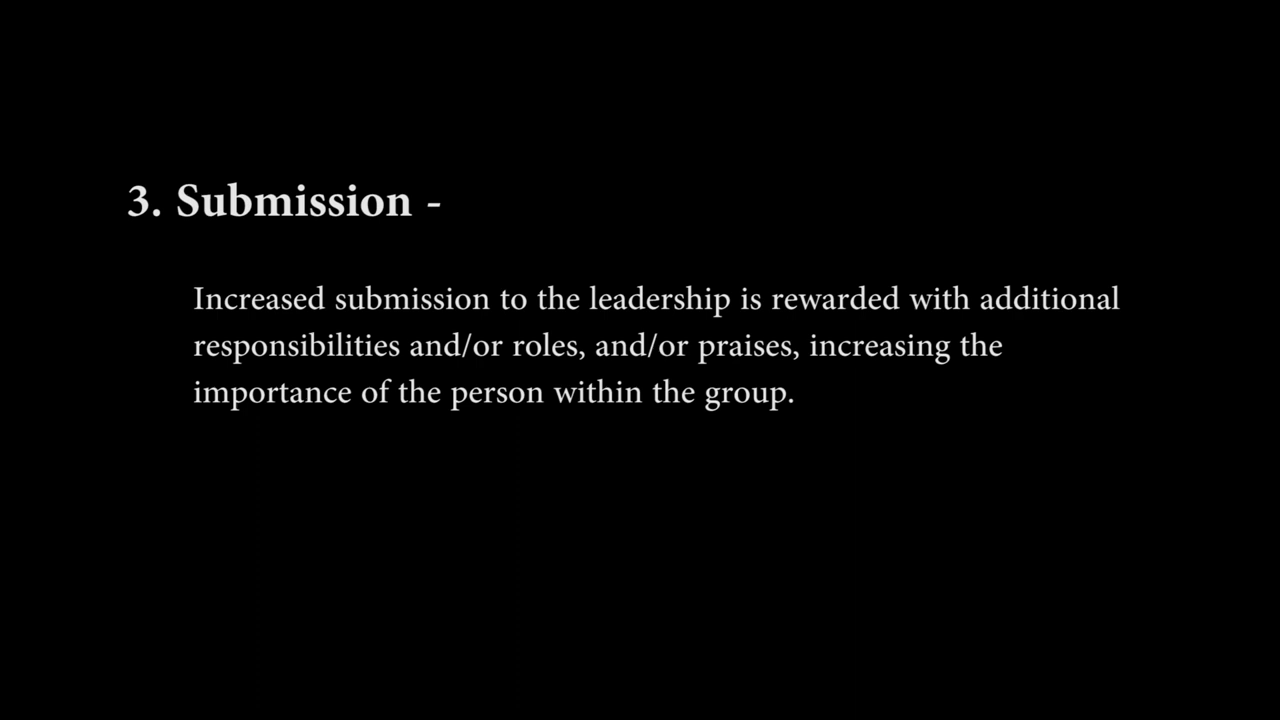 3. Submission -
Increased submission to the leadership is rewarded with additional
responsibilities and/or roles, and/or praises, increasing the
importance of the person within the group.